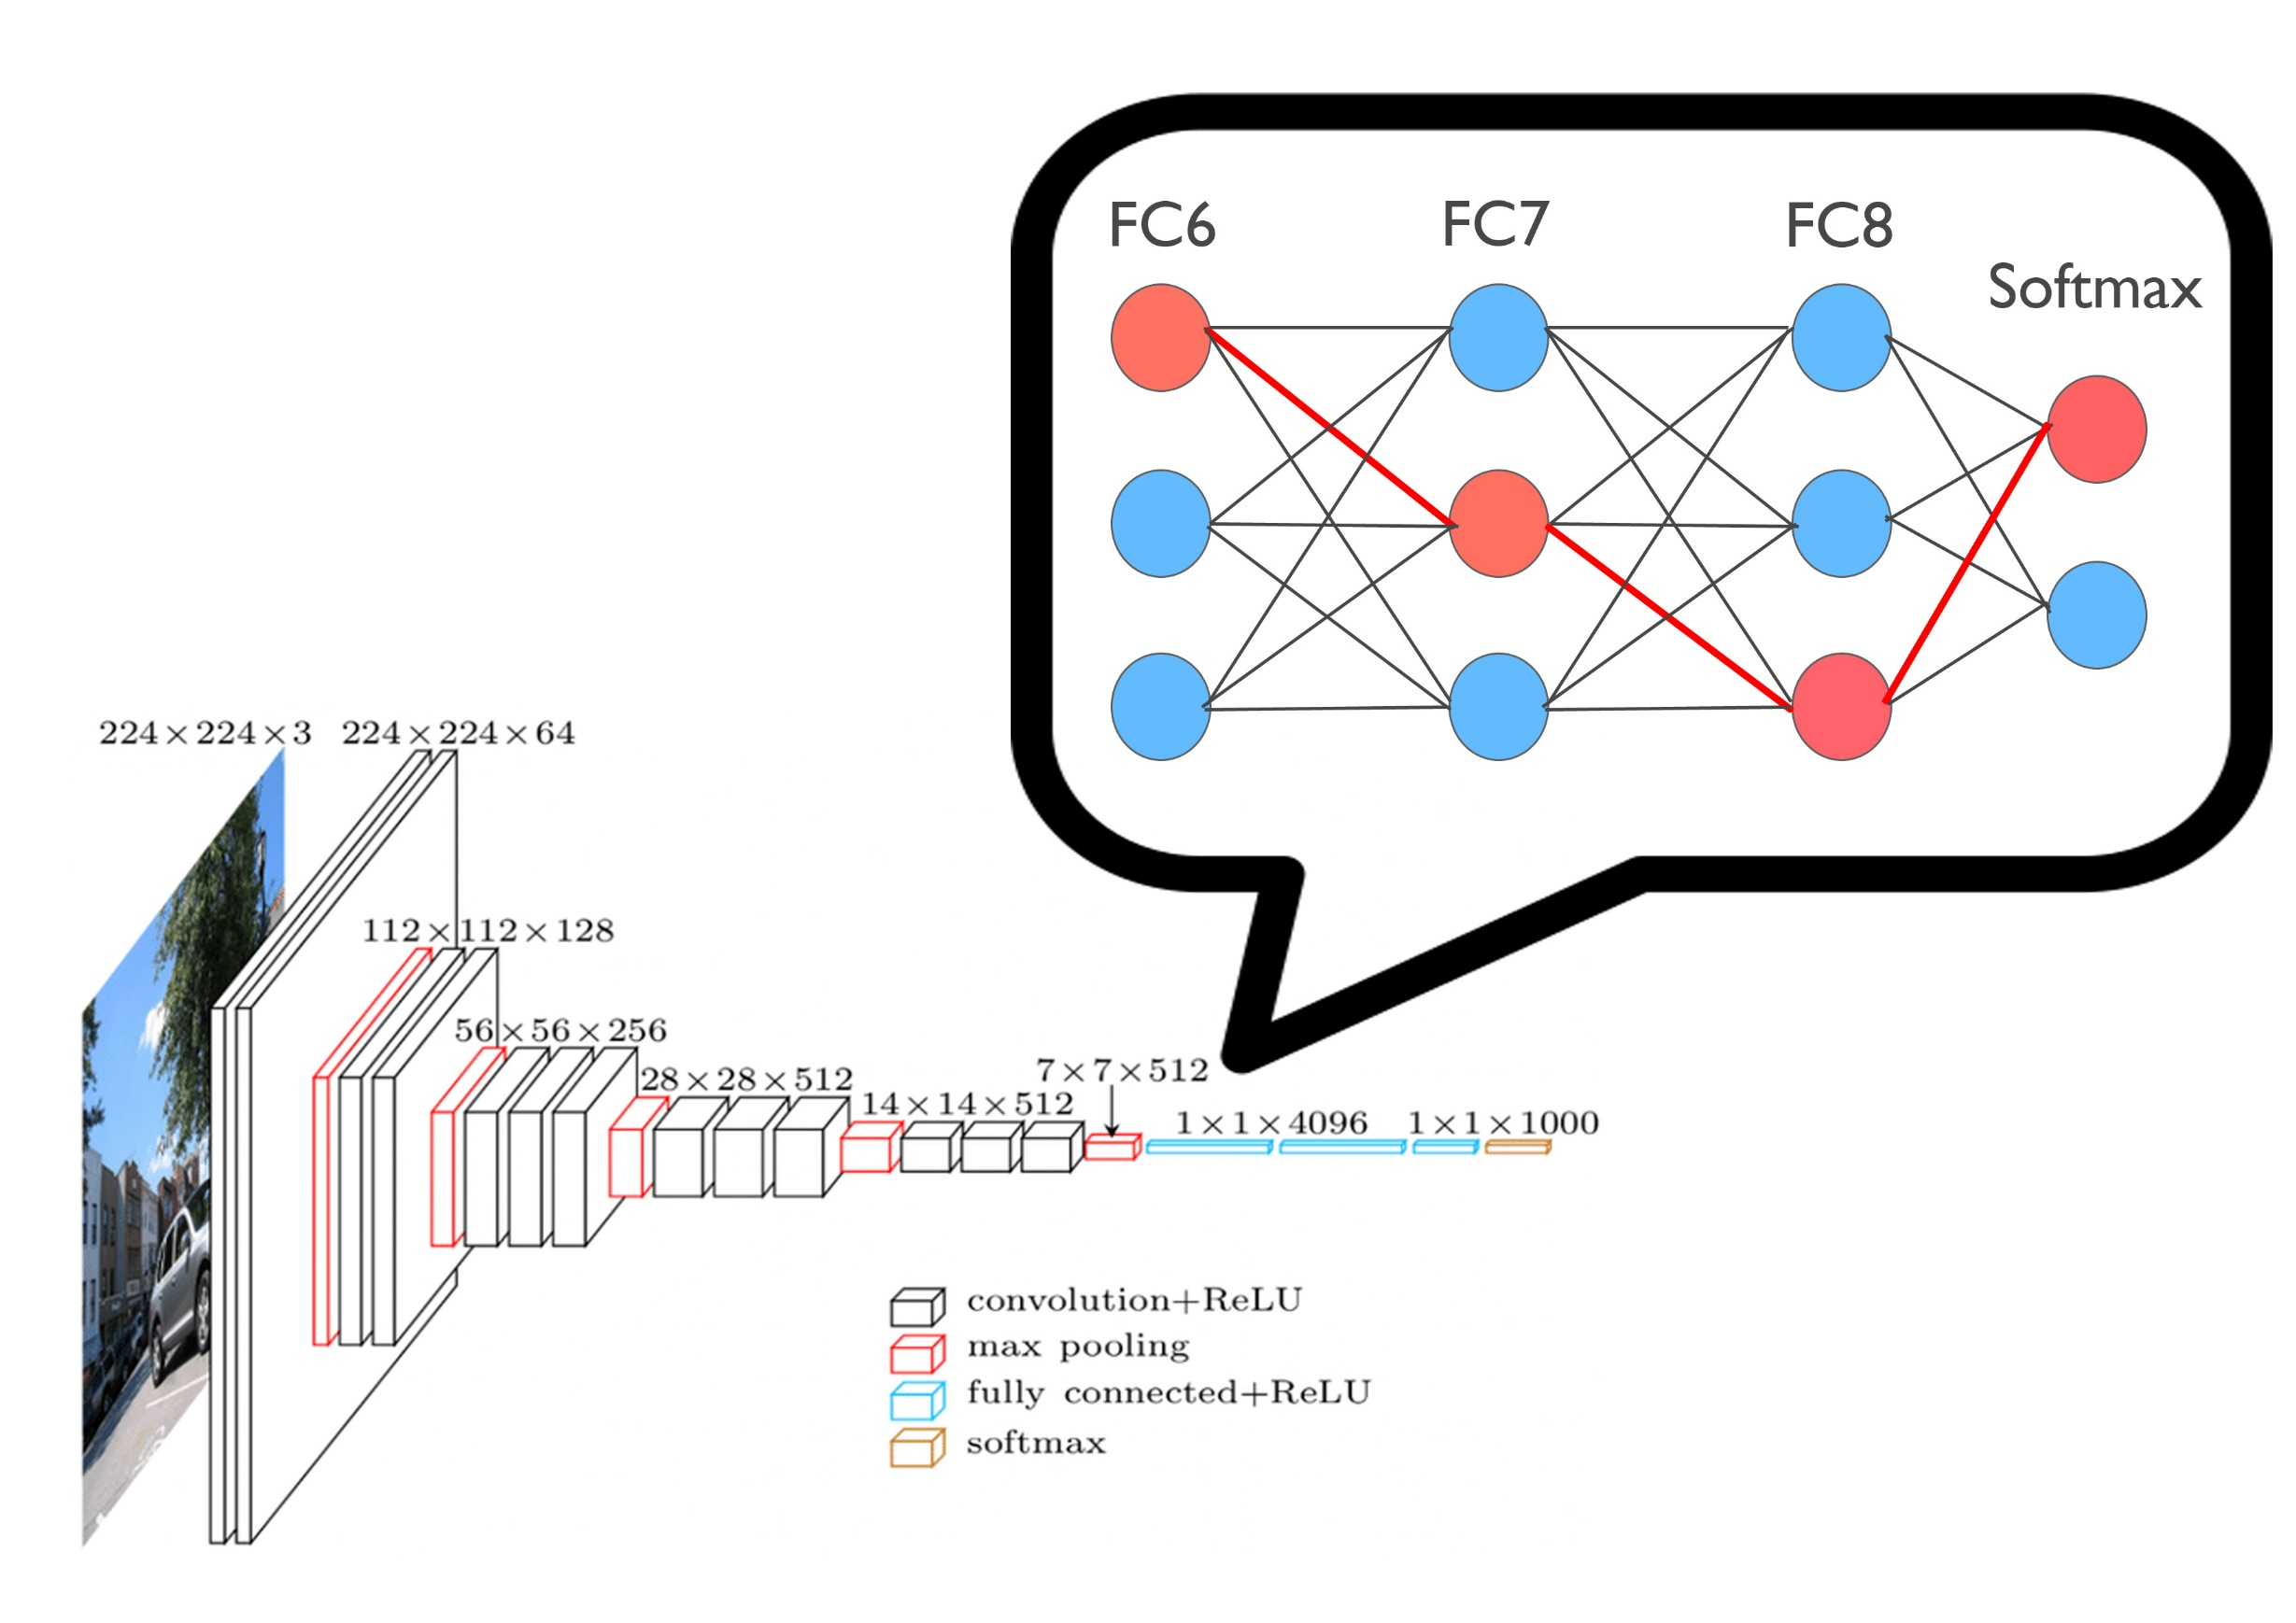 FC6 FC7 FC8
Softmax
224×224×3 224×224×64
112×112×128
56×56×256
28×28×512
14×14×512
7×7×512
1×1×4096 1×1×1000
convolution+ReLU
max pooling
fully connected+ReLU
softmax